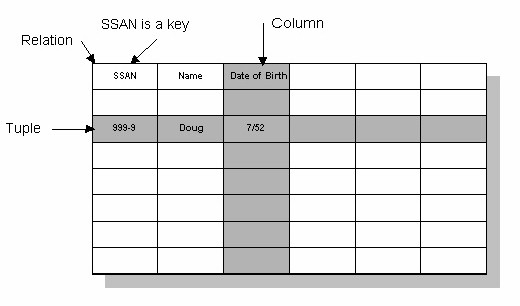 SSAN is a key
Column
Relation
SSAN Name Date of Birth
Tuple
999-9 Doug 7/52